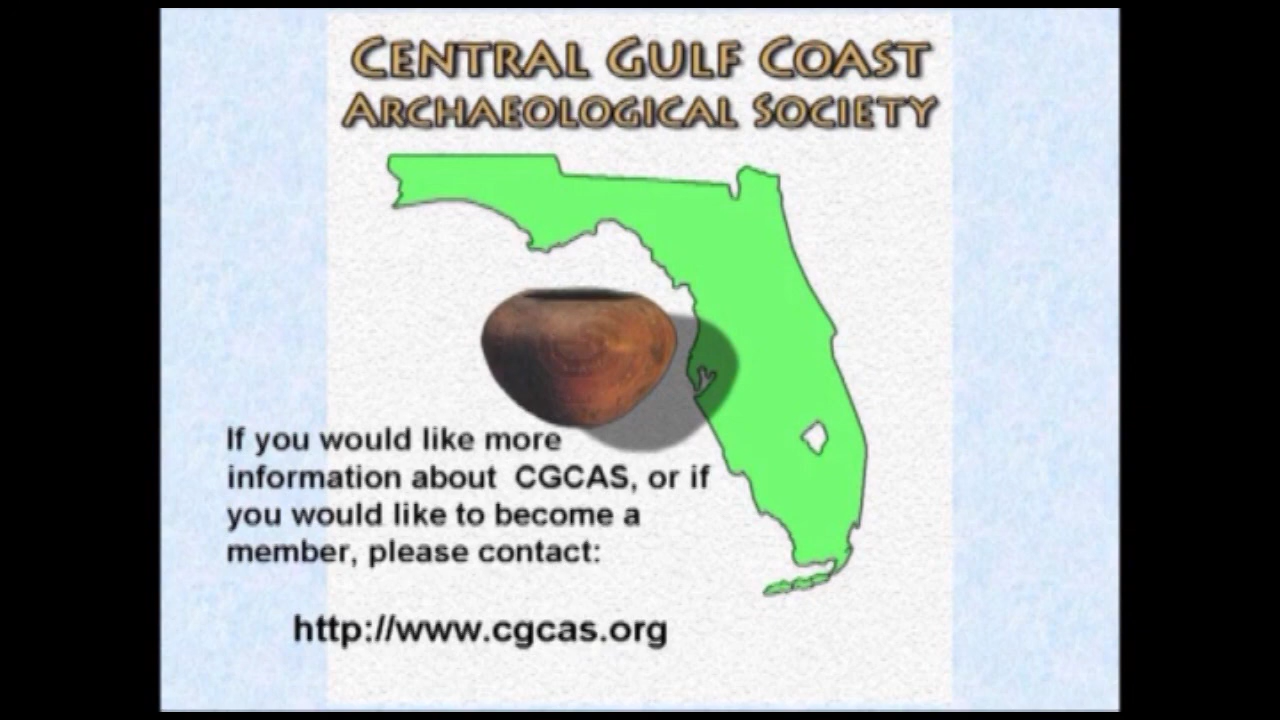 CENTRAL GULF COAST
ARCHAEOLOGICAL SOCIETY
If you would like more
information about CGCAS, or if
you would like to become a
member, please contact:
http://www.cgcas.org